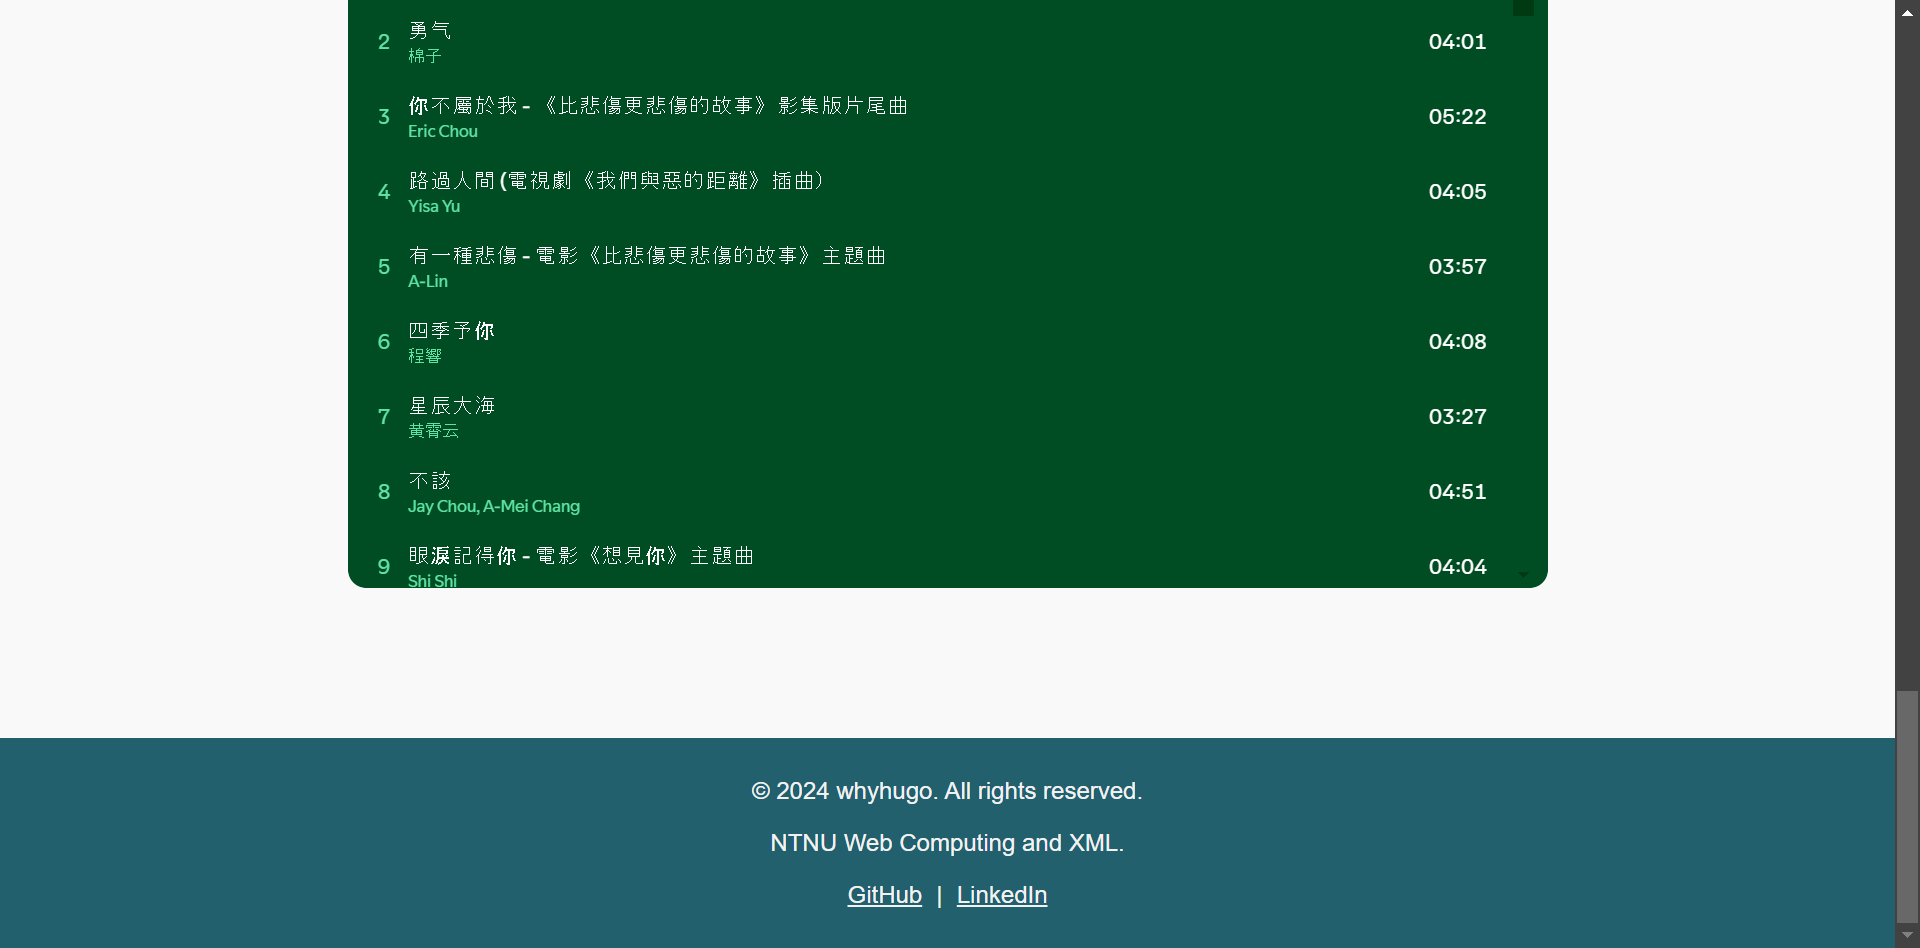 2
勇气
棉子
04:01
3
你不屬於我 - 《比悲傷更悲傷的故事》影集版片尾曲
Eric Chou
05:22
4
路過人間 (電視劇《我們與惡的距離》插曲）
Yisa Yu
04:05
5
有一種悲傷 - 電影《比悲傷更悲傷的故事》主題曲
A-Lin
03:57
6
四季予你
程響
04:08
7
星辰大海
黄霄云
03:27
8
不該
Jay Chou, A-Mei Chang
04:51
9
眼淚記得你 - 電影《想見你》主題曲
Shi Shi
04:04
© 2024 whyhugo. All rights reserved.
NTNU Web Computing and XML.
GitHub | LinkedIn